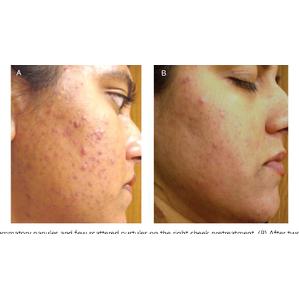 A
B
papules and few scattered pustules on the right cheek pretreatment. (B) After two